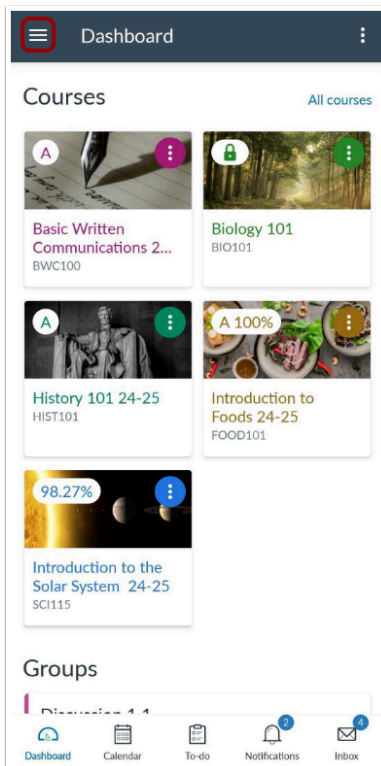 Dashboard
Courses
All courses
A
Basic Written
Communications 2...
BWC100
Biology 101
BIO101
A
History 101 24-25
HIST101
A 100%
Introduction to
Foods 24-25
FOOD101
98.27%
Introduction to the
Solar System 24-25
SCI115
Groups
Discussion 1-1
2
4
Dashboard
Calendar
To-do
Notifications
Inbox